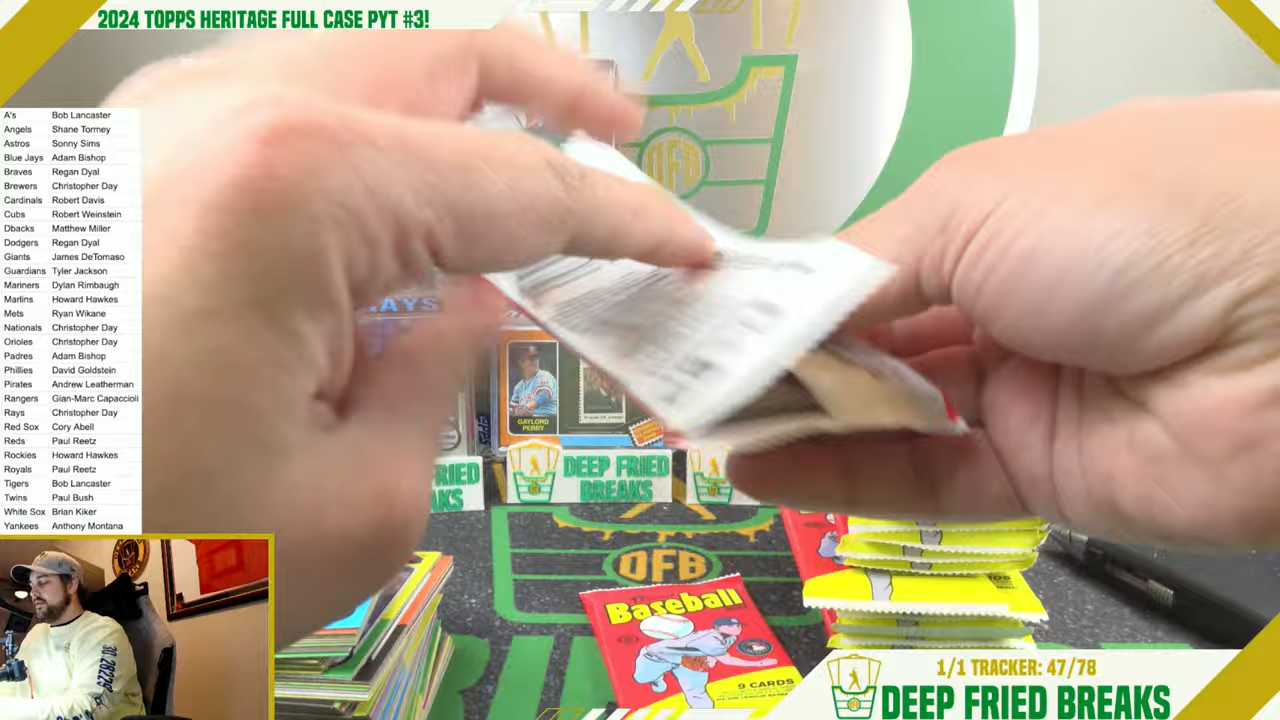 2024 TOPPS HERITAGE FULL CASE PYT #3!
A's Bob Lancaster
Angels Shane Tormey
Astros Sonny Sims
Blue Jays Adam Bishop
Braves Regan Dyal
Brewers Christopher Day
Cardinals Robert Davis
Cubs Robert Weinstein
Dbacks Matthew Miller
Dodgers Regan Dyal
Giants James DeTomaso
Guardians Tyler Jackson
Mariners Dylan Rimbaugh
Marlins Howard Hawkes
Mets Ryan Wikane
Nationals Christopher Day
Orioles Christopher Day
Padres Adam Bishop
Phillies David Goldstein
Pirates Andrew Leatherman
Rangers Gian-Marc Capaccioli
Rays Christopher Day
Red Sox Cory Abell
Reds Paul Reetz
Rockies Howard Hawkes
Royals Paul Reetz
Tigers Bob Lancaster
Twins Paul Bush
White Sox Brian Kiker
Yankees Anthony Montana
DFB
GAYLORD
PERRY
DEEP FRIED
BREAKS
DFB
Baseball
9 CARDS
1/1 TRACKER: 47/78
DEEP FRIED BREAKS